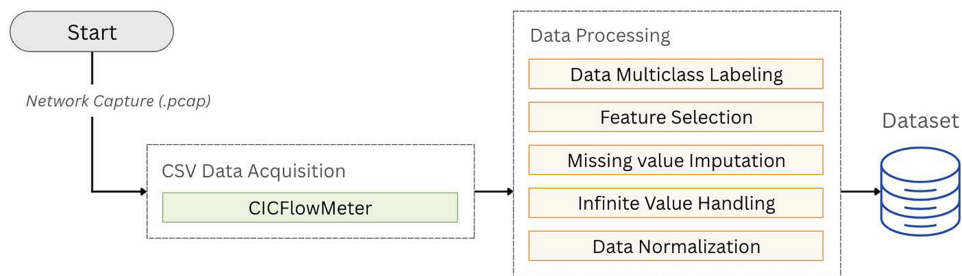 Start
Network Capture (.pcap)
CSV Data Acquisition
CICFlowMeter
Data Processing
Data Multiclass Labeling
Feature Selection
Missing value Imputation
Infinite Value Handling
Data Normalization
Dataset